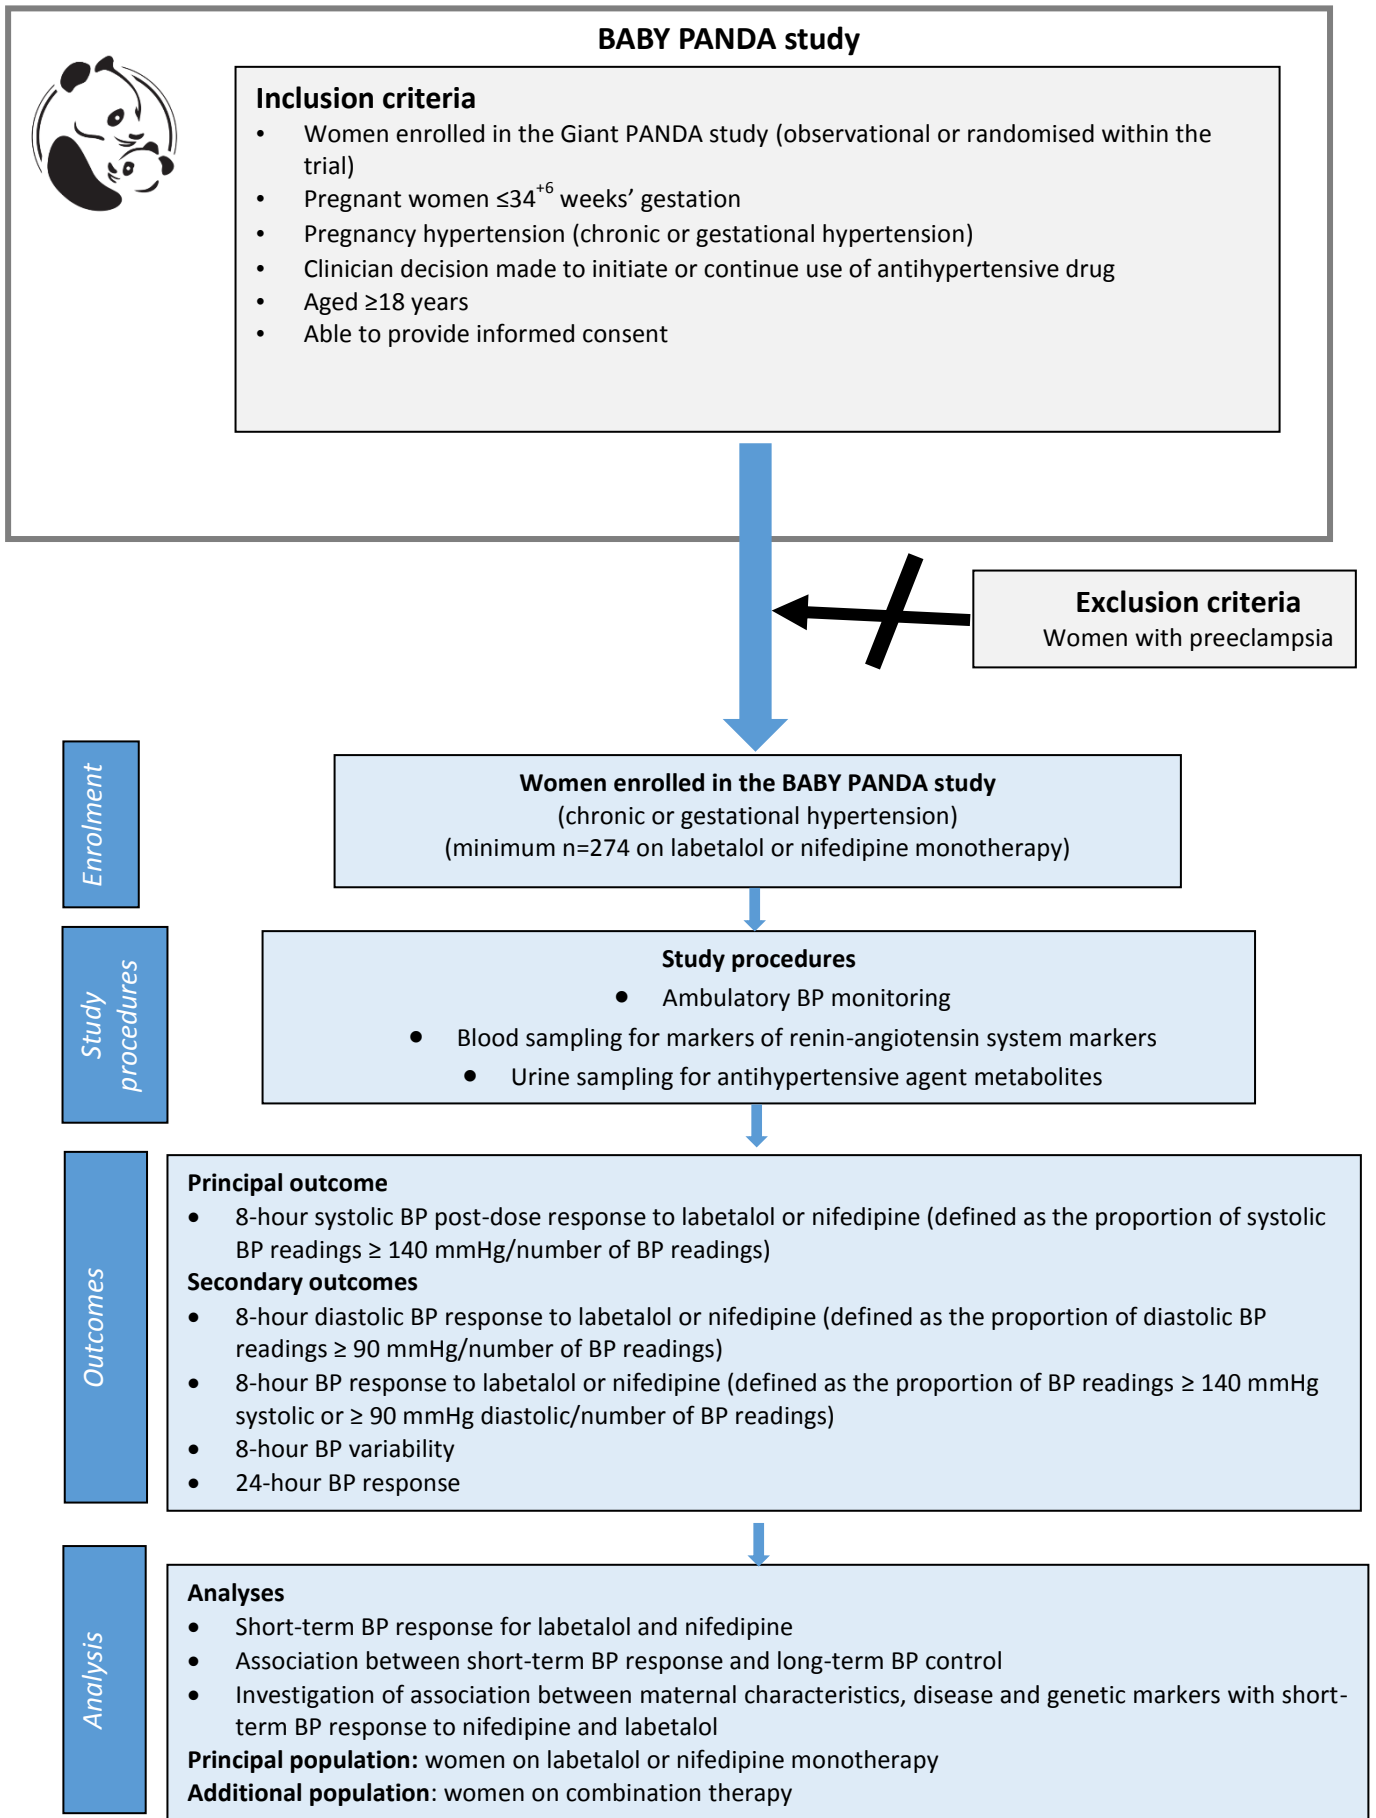 BABY PANDA study
Inclusion criteria
• Women enrolled in the Giant PANDA study (observational or randomised within the
trial)
• Pregnant women ≤34+6 weeks’ gestation
• Pregnancy hypertension (chronic or gestational hypertension)
• Clinician decision made to initiate or continue use of antihypertensive drug
• Aged ≥18 years
• Able to provide informed consent
Exclusion criteria
Women with preeclampsia
Enrolment
Women enrolled in the BABY PANDA study
(chronic or gestational hypertension)
(minimum n=274 on labetalol or nifedipine monotherapy)
Study
procedures
Study procedures
• Ambulatory BP monitoring
• Blood sampling for markers of renin-angiotensin system markers
• Urine sampling for antihypertensive agent metabolites
Outcomes
Principal outcome
• 8-hour systolic BP post-dose response to labetalol or nifedipine (defined as the proportion of systolic
BP readings ≥ 140 mmHg/number of BP readings)
Secondary outcomes
• 8-hour diastolic BP response to labetalol or nifedipine (defined as the proportion of diastolic BP
readings ≥ 90 mmHg/number of BP readings)
• 8-hour BP response to labetalol or nifedipine (defined as the proportion of BP readings ≥ 140 mmHg
systolic or ≥ 90 mmHg diastolic/number of BP readings)
• 8-hour BP variability
• 24-hour BP response
Analysis
Analyses
• Short-term BP response for labetalol and nifedipine
• Association between short-term BP response and long-term BP control
• Investigation of association between maternal characteristics, disease and genetic markers with short-
term BP response to nifedipine and labetalol
Principal population: women on labetalol or nifedipine monotherapy
Additional population: women on combination therapy